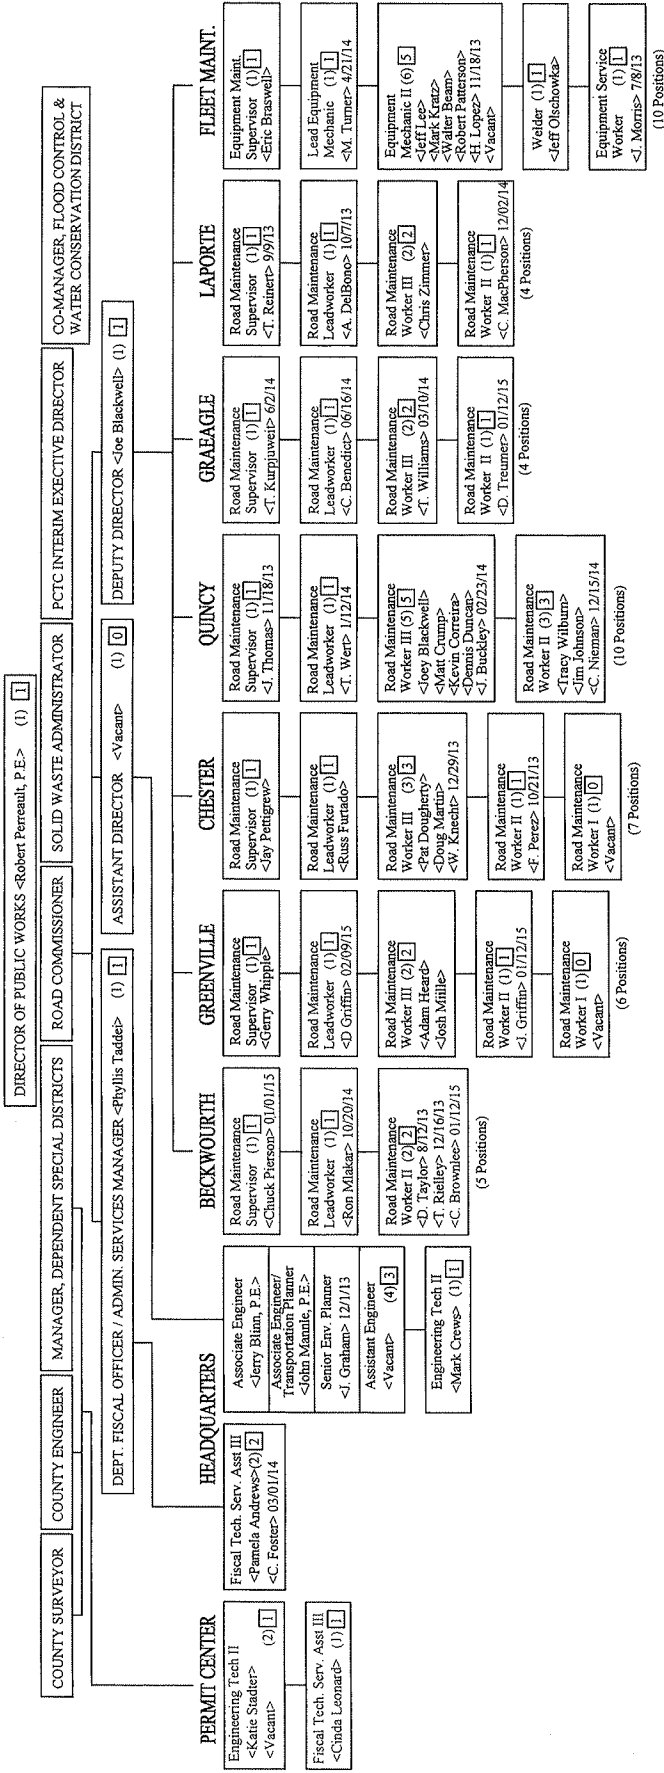 DIRECTOR OF PUBLIC WORKS <Robert Perreault, P.E.> (1) 1
COUNTY SURVEYOR
COUNTY ENGINEER
MANAGER, DEPENDENT SPECIAL DISTRICTS
ROAD COMMISSIONER
SOLID WASTE ADMINISTRATOR
PCTC INTERIM EXECTIVE DIRECTOR
CO-MANAGER, FLOOD CONTROL &
WATER CONSERVATION DISTRICT
DEPT. FISCAL OFFICER / ADMIN. SERVICES MANAGER <Phyllis Taddei> (1) 1
ASSISTANT DIRECTOR <Vacant> (1) 0
DEPUTY DIRECTOR <Joe Blackwell> (1) 1
PERMIT CENTER
Engineering Tech II
<Katie Stadter>
<Vacant> (2) 1
Fiscal Tech. Serv. Asst III
<Cinda Leonard> (1) 1
HEADQUARTERS
Fiscal Tech. Serv. Asst III
<Pamela Andrews>(2) 2
<C. Foster> 03/01/14
Associate Engineer
<Jerry Blinn, P.E.>
Associate Engineer/
Transportation Planner
<John Mannle, P.E.>
Senior Env. Planner
<J. Graham> 12/1/13
Assistant Engineer
<Vacant> (4) 3
Engineering Tech II
<Mark Crews> (1) 1
BECKWOURTH
Road Maintenance
Supervisor (1) 1
<Chuck Pierson> 01/01/15
Road Maintenance
Leadworker (1) 1
<Ron Mlakar> 10/20/14
Road Maintenance
Worker II (2) 2
<D. Taylor> 8/12/13
<T. Rielley> 12/16/13
<C. Brownlee> 01/12/15
(5 Positions)
GREENVILLE
Road Maintenance
Supervisor (1) 1
<Gerry Whipple>
Road Maintenance
Leadworker (1) 1
<D Griffin> 02/09/15
Road Maintenance
Worker III (2) 2
<Adam Heard>
<Josh Miille>
Road Maintenance
Worker II (1) 1
<J. Griffin> 01/12/15
Road Maintenance
Worker I (1) 0
<Vacant>
(6 Positions)
CHESTER
Road Maintenance
Supervisor (1) 1
<Jay Pettigrew>
Road Maintenance
Leadworker (1) 1
<Russ Furtado>
Road Maintenance
Worker III (3) 3
<Pat Dougherty>
<Doug Martin>
<W. Knecht> 12/29/13
Road Maintenance
Worker II (1) 1
<F. Perez> 10/21/13
Road Maintenance
Worker I (1) 0
<Vacant>
(7 Positions)
QUINCY
Road Maintenance
Supervisor (1) 1
<J. Thomas> 11/18/13
Road Maintenance
Leadworker (1) 1
<T. Wert> 1/12/14
Road Maintenance
Worker III (5) 5
<Joey Blackwell>
<Matt Crump>
<Kevin Correira>
<Dennis Duncan>
<J. Buckley> 02/23/14
Road Maintenance
Worker II (3) 3
<Tracy Wilburn>
<Jim Johnson>
<C. Nieman> 12/15/14
(10 Positions)
GRAEAGLE
Road Maintenance
Supervisor (1) 1
<T. Kurpjuweit> 6/2/14
Road Maintenance
Leadworker (1) 1
<C. Benedict> 06/16/14
Road Maintenance
Worker III (2) 2
<T. Williams> 03/10/14
Road Maintenance
Worker II (1) 1
<D. Treumer> 01/12/15
(4 Positions)
LAPORTE
Road Maintenance
Supervisor (1) 1
<T. Reinert> 9/9/13
Road Maintenance
Leadworker (1) 1
<A. DelBono> 10/7/13
Road Maintenance
Worker III (2) 2
<Chris Zimmer>
Road Maintenance
Worker II (1) 1
<C. MacPherson> 12/02/14
(4 Positions)
FLEET MAINT.
Equipment Maint.
Supervisor (1) 1
<Eric Braswell>
Lead Equipment
Mechanic (1) 1
<M. Turner> 4/21/14
Equipment
Mechanic II (6) 5
<Jeff Lee>
<Mark Kratz>
<Walter Beam>
<Robert Patterson>
<H. Lopez> 11/18/13
<Vacant>
Welder (1) 1
<Jeff Olschowka>
Equipment Service
Worker (1) 1
<J. Morris> 7/8/13
(10 Positions)